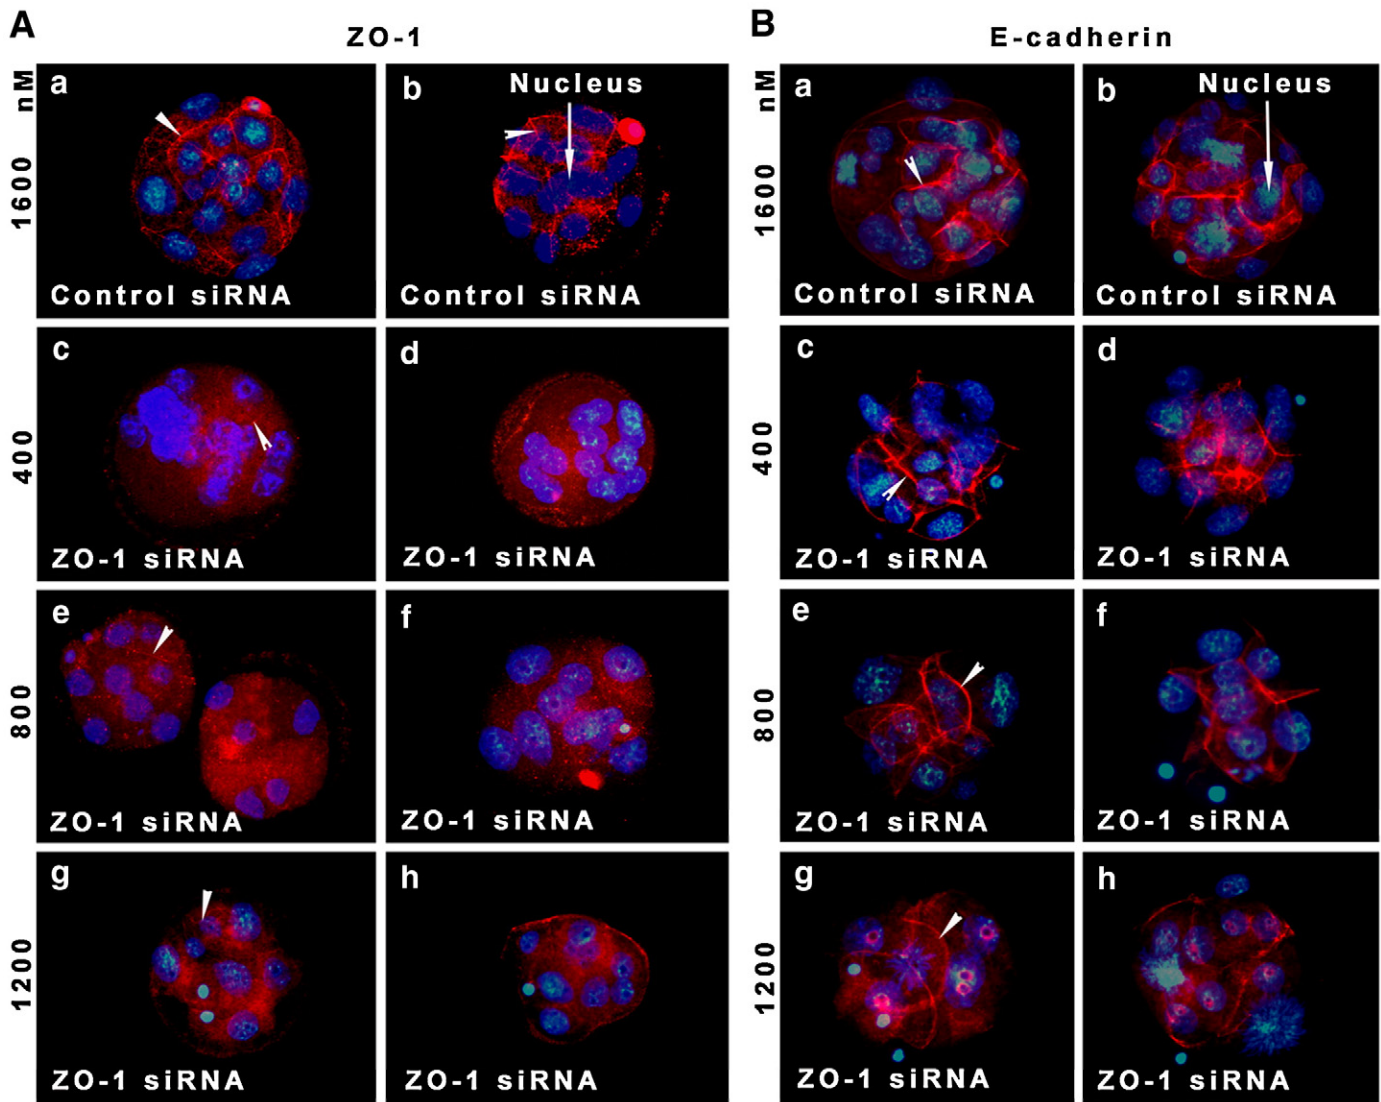 A
ZO-1
B
E-cadherin
1600 nM
a
Control siRNA
b
Nucleus
Control siRNA
1600 nM
a
Control siRNA
b
Nucleus
Control siRNA
400
c
ZO-1 siRNA
d
ZO-1 siRNA
400
c
ZO-1 siRNA
d
ZO-1 siRNA
800
e
ZO-1 siRNA
f
ZO-1 siRNA
800
e
ZO-1 siRNA
f
ZO-1 siRNA
1200
g
ZO-1 siRNA
h
ZO-1 siRNA
1200
g
ZO-1 siRNA
h
ZO-1 siRNA